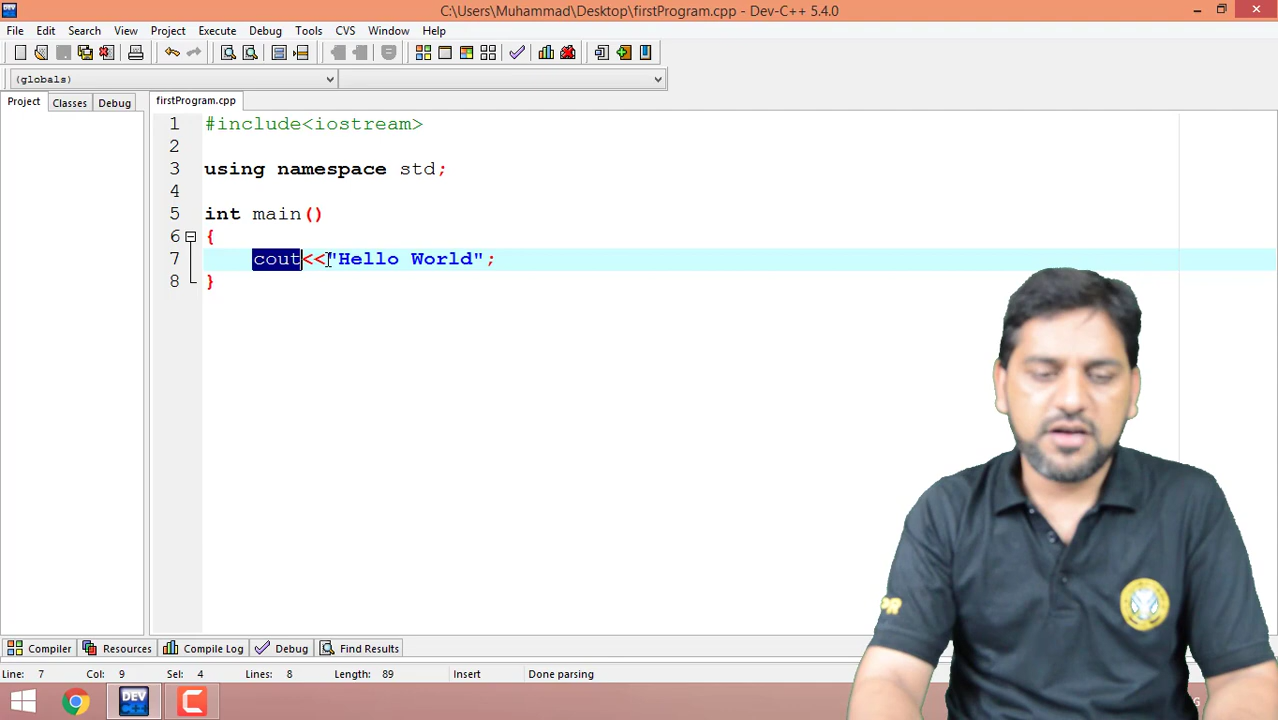 C:\Users\Muhammad\Desktop\firstProgram.cpp - Dev-C++ 5.4.0
File Edit Search View Project Execute Debug Tools CVS Window Help
(globals)
Project Classes Debug firstProgram.cpp
1 #include<iostream>
2
3 using namespace std;
4
5 int main()
6 {
7 cout<<"Hello World";
8 }
Compiler Resources Compile Log Debug Find Results
Line: 7 Col: 9 Sel: 4 Lines: 8 Length: 89 Insert Done parsing
DEV